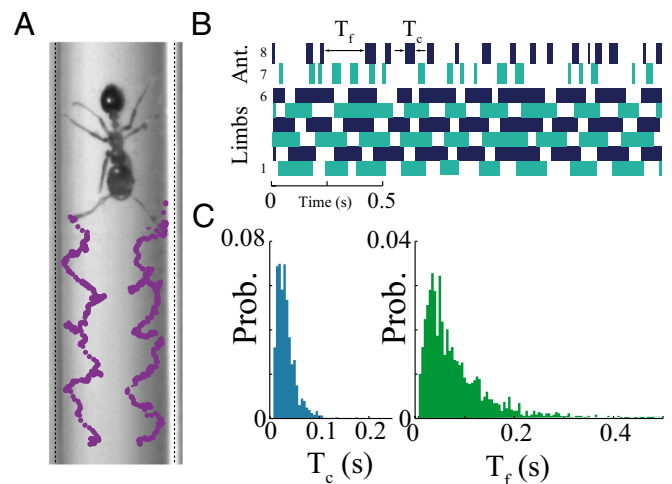 A
B
T_f
T_c
Ant.
8
7
Limbs
6
1
0
Time (s)
0.5
C
0.08
Prob.
0
0
0.1
0.2
T_c (s)
0.04
Prob.
0
0
0.2
0.4
T_f (s)